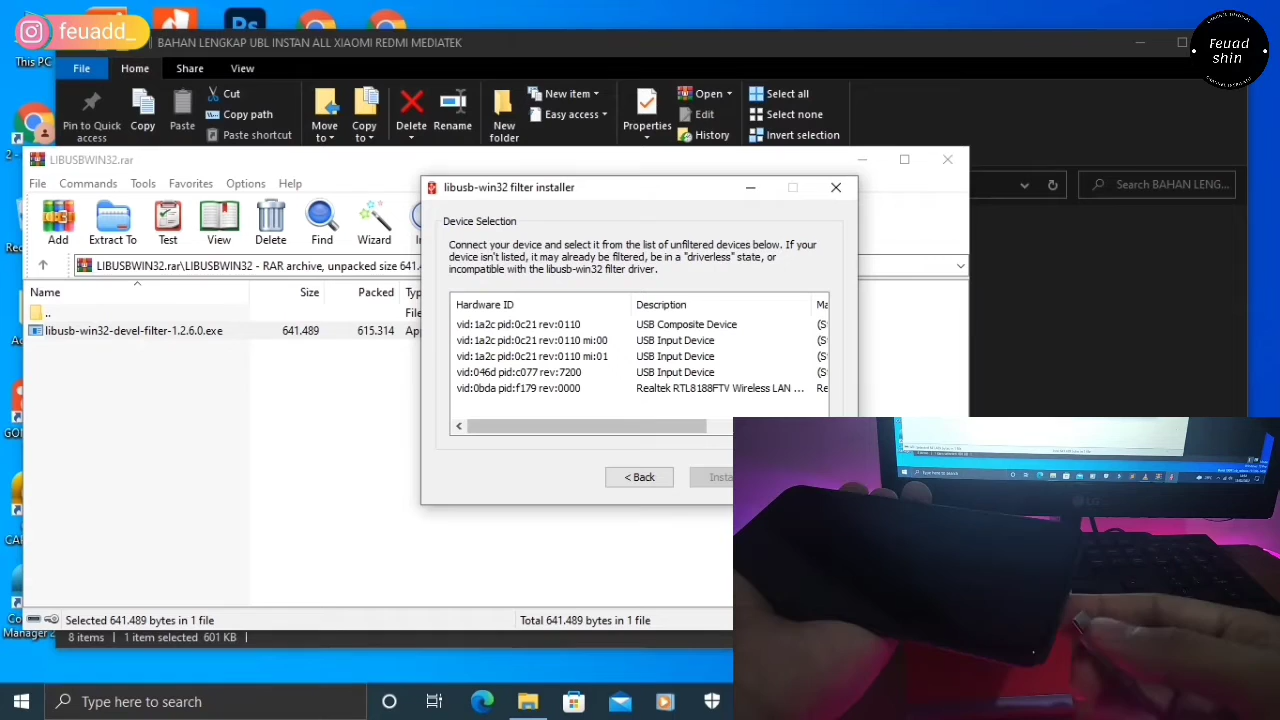 feuadd_
Feuad
shin
This PC
BAHAN LENGKAP UBL INSTAN ALL XIAOMI REDMI MEDIATEK
File Home Share View
Pin to Quick
access
Copy
Paste
Cut
Copy path
Paste shortcut
Move
to
Copy
to
Delete
Rename
New
folder
New item
Easy access
Properties
Open
Edit
History
Select all
Select none
Invert selection
Search BAHAN LENG...
LIBUSBWIN32.rar
File Commands Tools Favorites Options Help
Add Extract To Test View Delete Find Wizard
LIBUSBWIN32.rar\LIBUSBWIN32 - RAR archive, unpacked size 641.
Name Size Packed
..
libusb-win32-devel-filter-1.2.6.0.exe 641.489 615.314
Selected 641.489 bytes in 1 file
Total 641.489 bytes in 1 file
8 items 1 item selected 601 KB
libusb-win32 filter installer
Device Selection
Connect your device and select it from the list of unfiltered devices below. If your
device isn't listed, it may already be filtered, be in a "driverless" state, or
incompatible with the libusb-win32 filter driver.
Hardware ID Description
vid:1a2c pid:0c21 rev:0110 USB Composite Device
vid:1a2c pid:0c21 rev:0110 mi:00 USB Input Device
vid:1a2c pid:0c21 rev:0110 mi:01 USB Input Device
vid:046d pid:c077 rev:7200 USB Input Device
vid:0bda pid:f179 rev:0000 Realtek RTL8188FTV Wireless LAN ...
< Back
LG
Type here to search